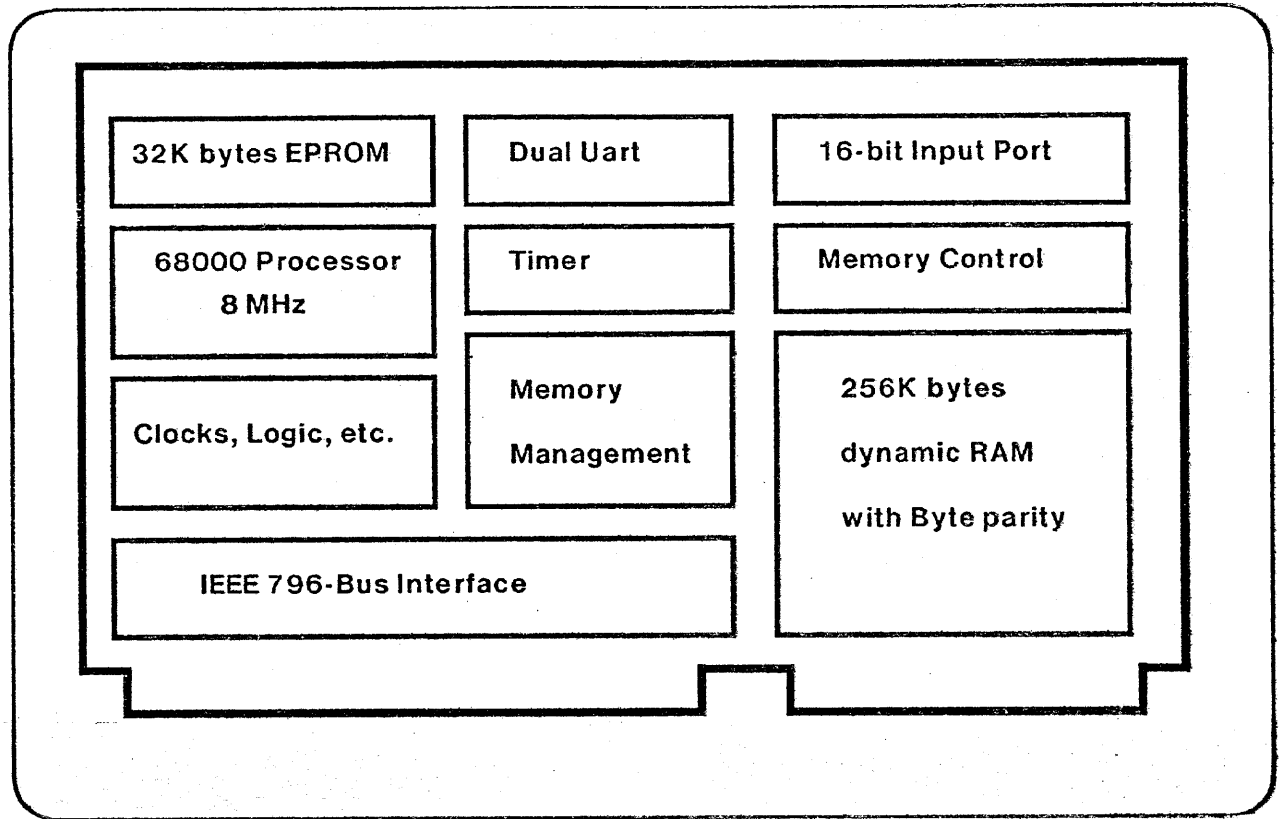 32K bytes EPROM
Dual Uart
16-bit Input Port
68000 Processor
8 MHz
Timer
Memory Control
Clocks, Logic, etc.
Memory
Management
256K bytes
dynamic RAM
with Byte parity
IEEE 796-Bus Interface